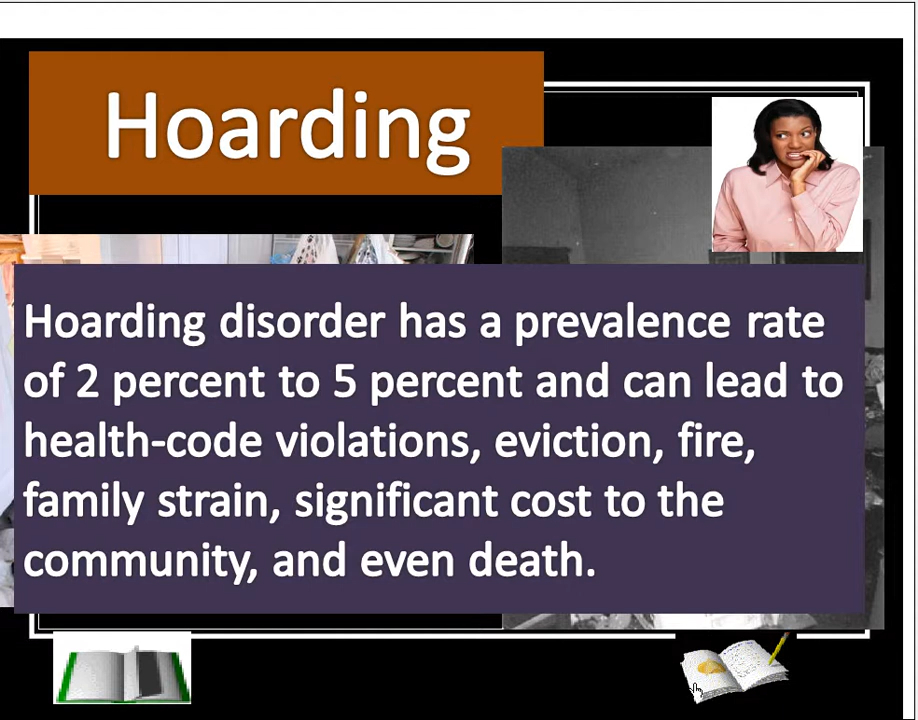 Hoarding
Hoarding disorder has a prevalence rate
of 2 percent to 5 percent and can lead to
health-code violations, eviction, fire,
family strain, significant cost to the
community, and even death.